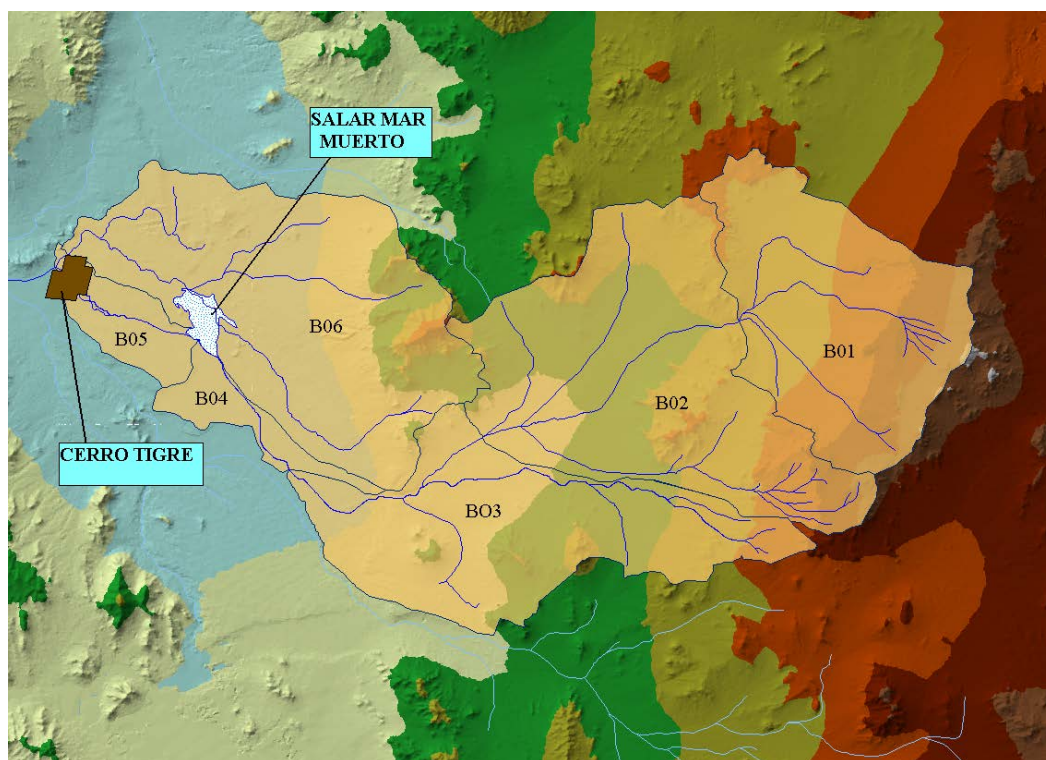 SALAR MAR
MUERTO
B06
B01
B05
B04
B02
CERRO TIGRE
BO3